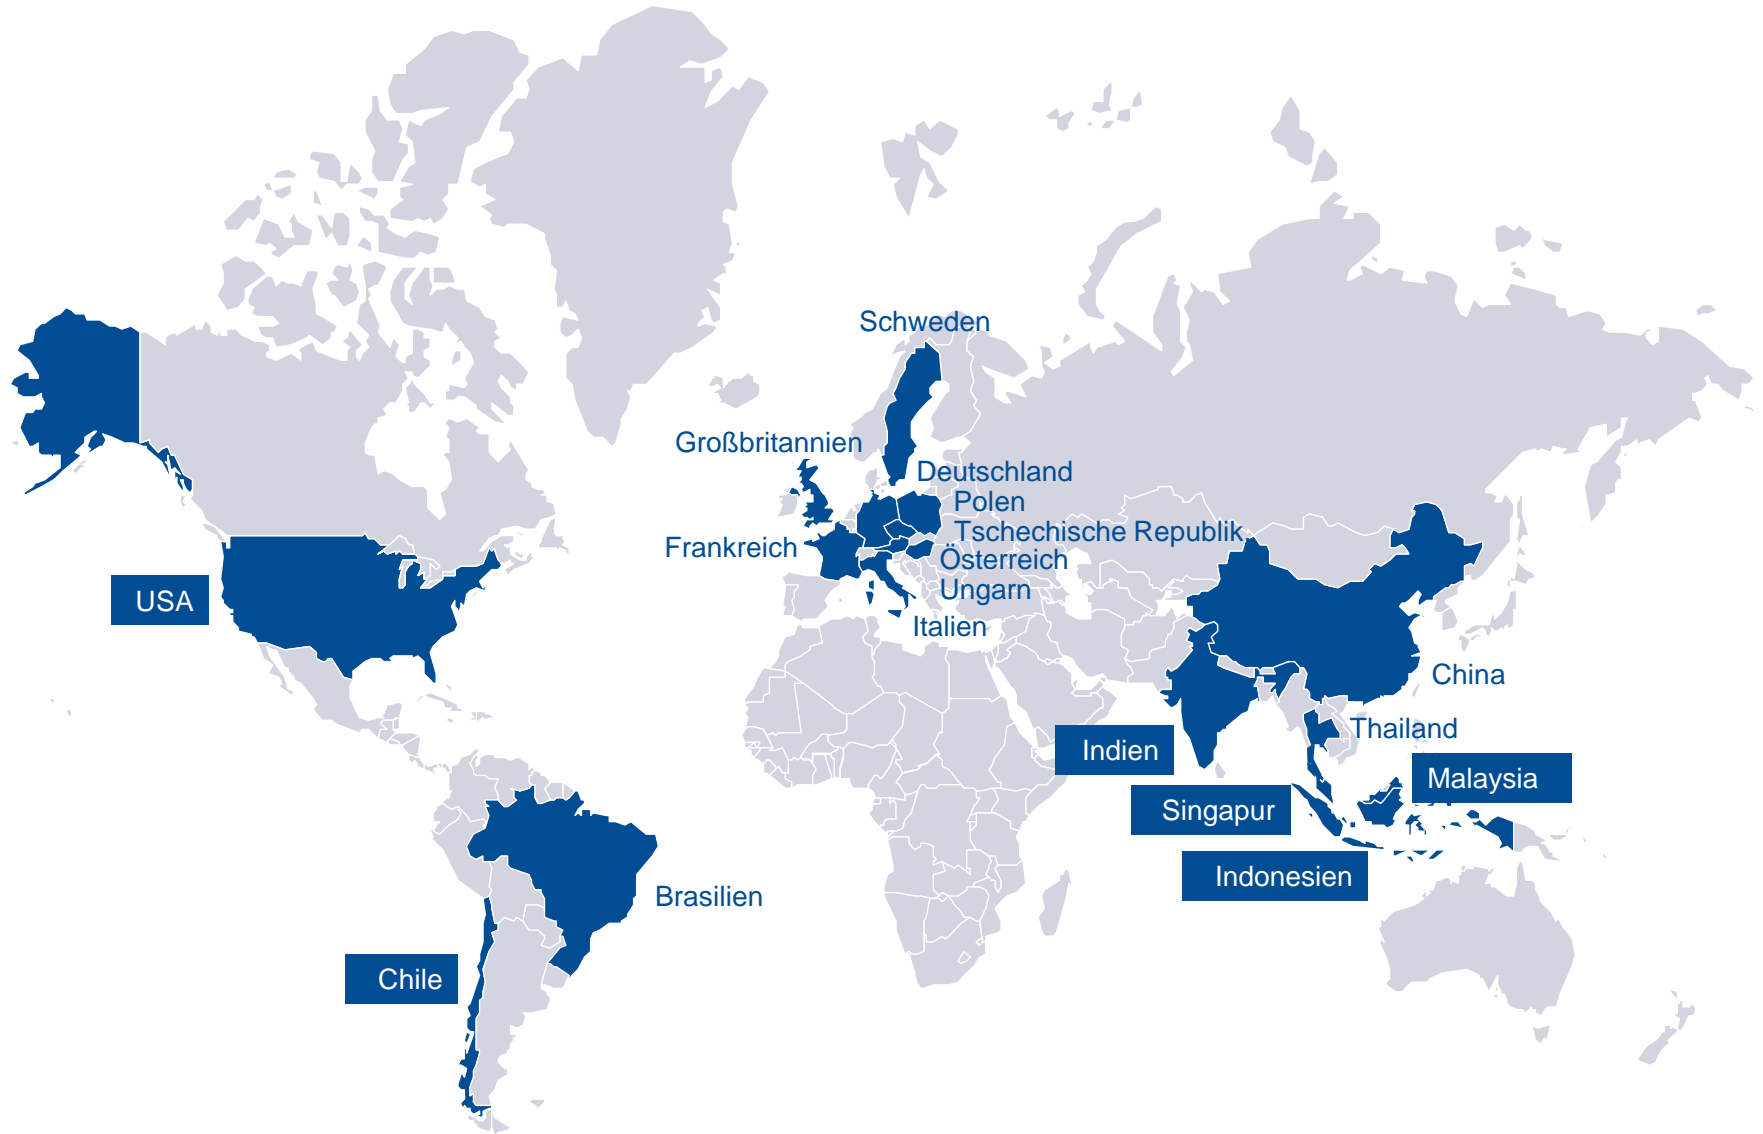 Schweden
Großbritannien
Deutschland
Polen
Tschechische Republik
Frankreich
Österreich
Ungarn
USA
Italien
China
Thailand
Indien
Malaysia
Singapur
Indonesien
Brasilien
Chile